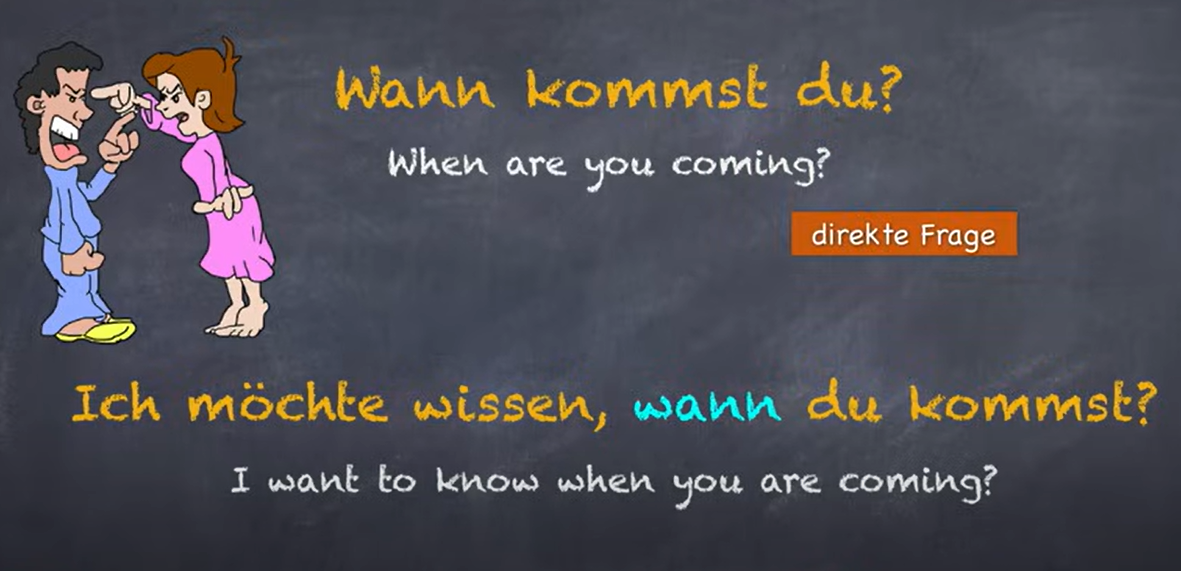 Wann kommst du?
When are you coming?
direkte Frage
Ich möchte wissen, wann du kommst?
I want to know when you are coming?